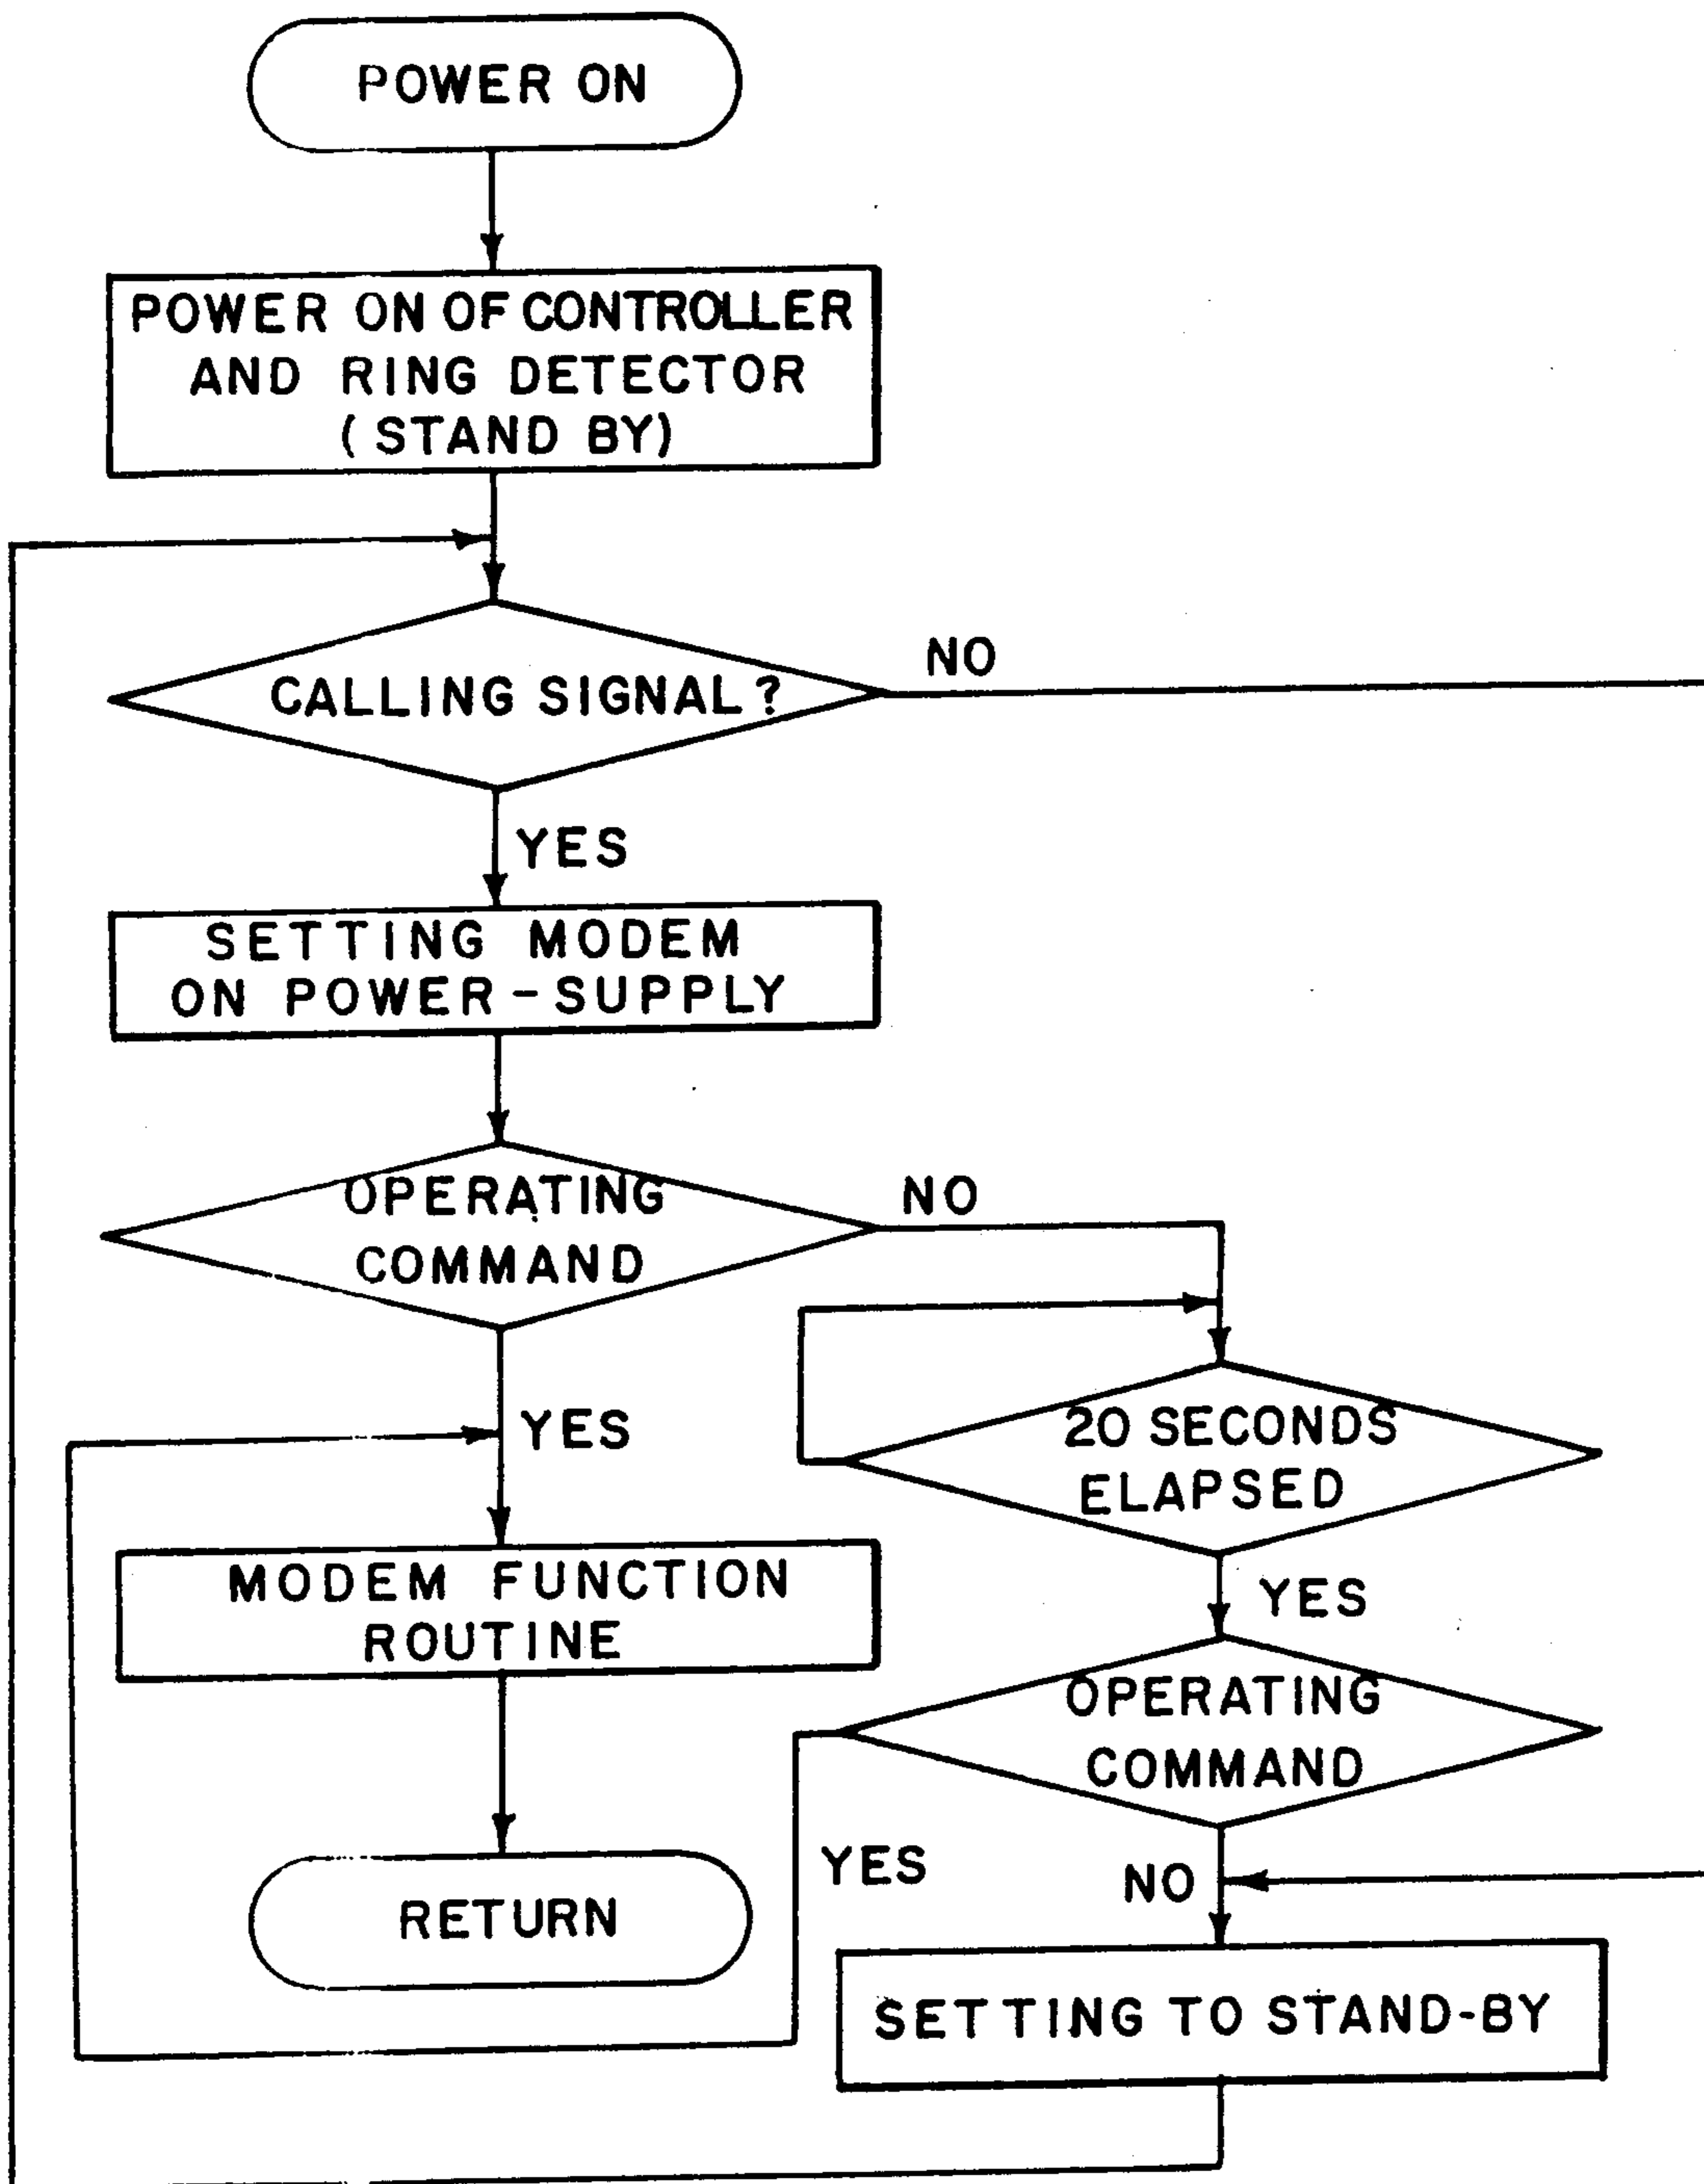 POWER ON
POWER ON OF CONTROLLER
AND RING DETECTOR
(STAND BY)
CALLING SIGNAL?
NO
YES
SETTING MODEM
ON POWER-SUPPLY
OPERATING
COMMAND
NO
YES
20 SECONDS
ELAPSED
YES
MODEM FUNCTION
ROUTINE
OPERATING
COMMAND
YES
NO
RETURN
SETTING TO STAND-BY